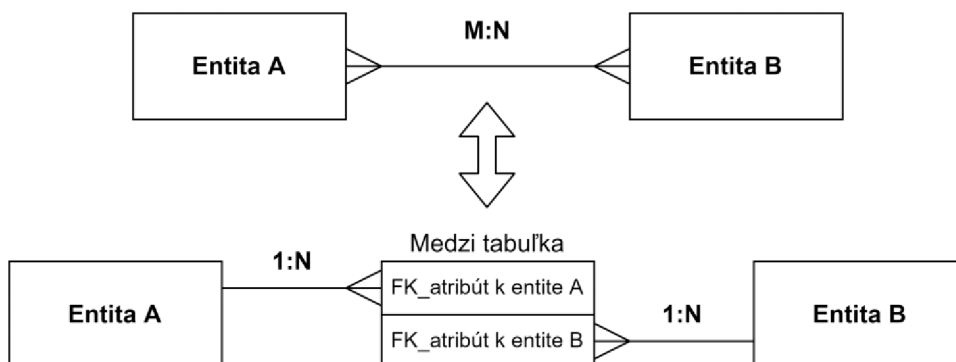 M:N
Entita A
Entita B
Medzi tabuľka
1:N
FK_atribút k entite A
Entita A
FK_atribút k entite B
1:N
Entita B